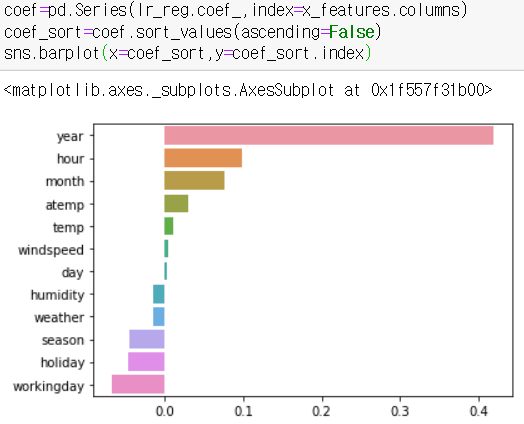 coef=pd.Series(lr_reg.coef_,index=x_features.columns)
coef_sort=coef.sort_values(ascending=False)
sns.barplot(x=coef_sort,y=coef_sort.index)
<matplotlib.axes._subplots.AxesSubplot at 0x1f557f31b00>
year
hour
month
atemp
temp
windspeed
day
humidity
weather
season
holiday
workingday
0.0 0.1 0.2 0.3 0.4